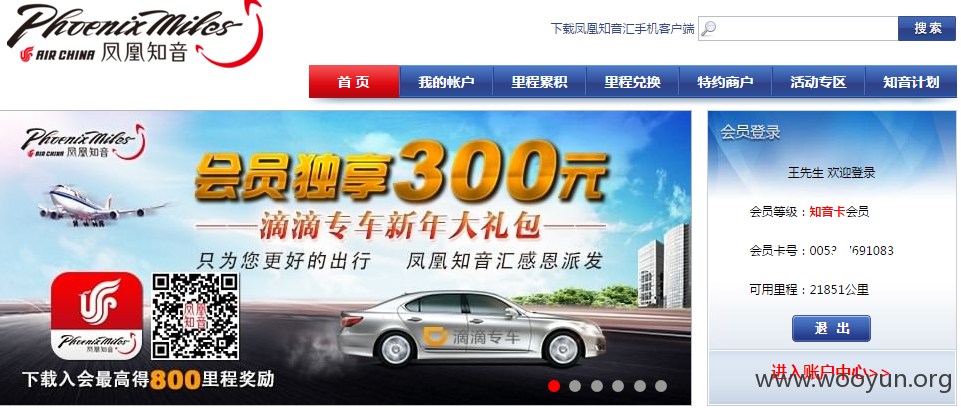 Phoenix Miles
AIR CHINA 凤凰知音
下载凤凰知音汇手机客户端
搜 索
首 页 我的帐户 里程累积 里程兑换 特约商户 活动专区 知音计划
Phoenix Miles
AIR CHINA 凤凰知音
会员独享300元
滴滴专车新年大礼包
只为您更好的出行 凤凰知音汇感恩派发
凤凰
知音
Phoenix Miles
凤凰知音
滴滴专车
下载入会最高得800里程奖励
会员登录
王先生 欢迎登录
会员等级：知音卡会员
会员卡号：005 691083
可用里程：21851公里
退 出
进入账户中心>>
www.wooyun.org